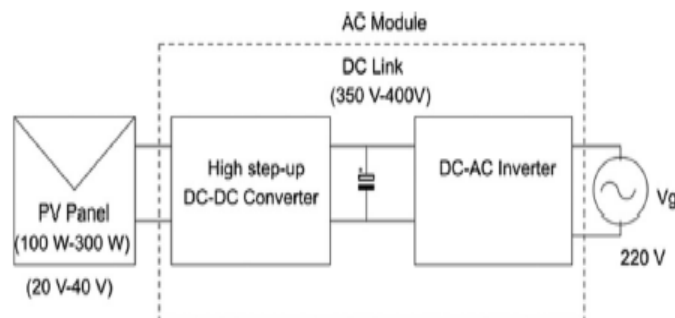 AC Module
DC Link
(350 V-400V)
High step-up
DC-DC Converter
DC-AC Inverter
PV Panel
(100 W-300 W)
(20 V-40 V)
Vg
220 V